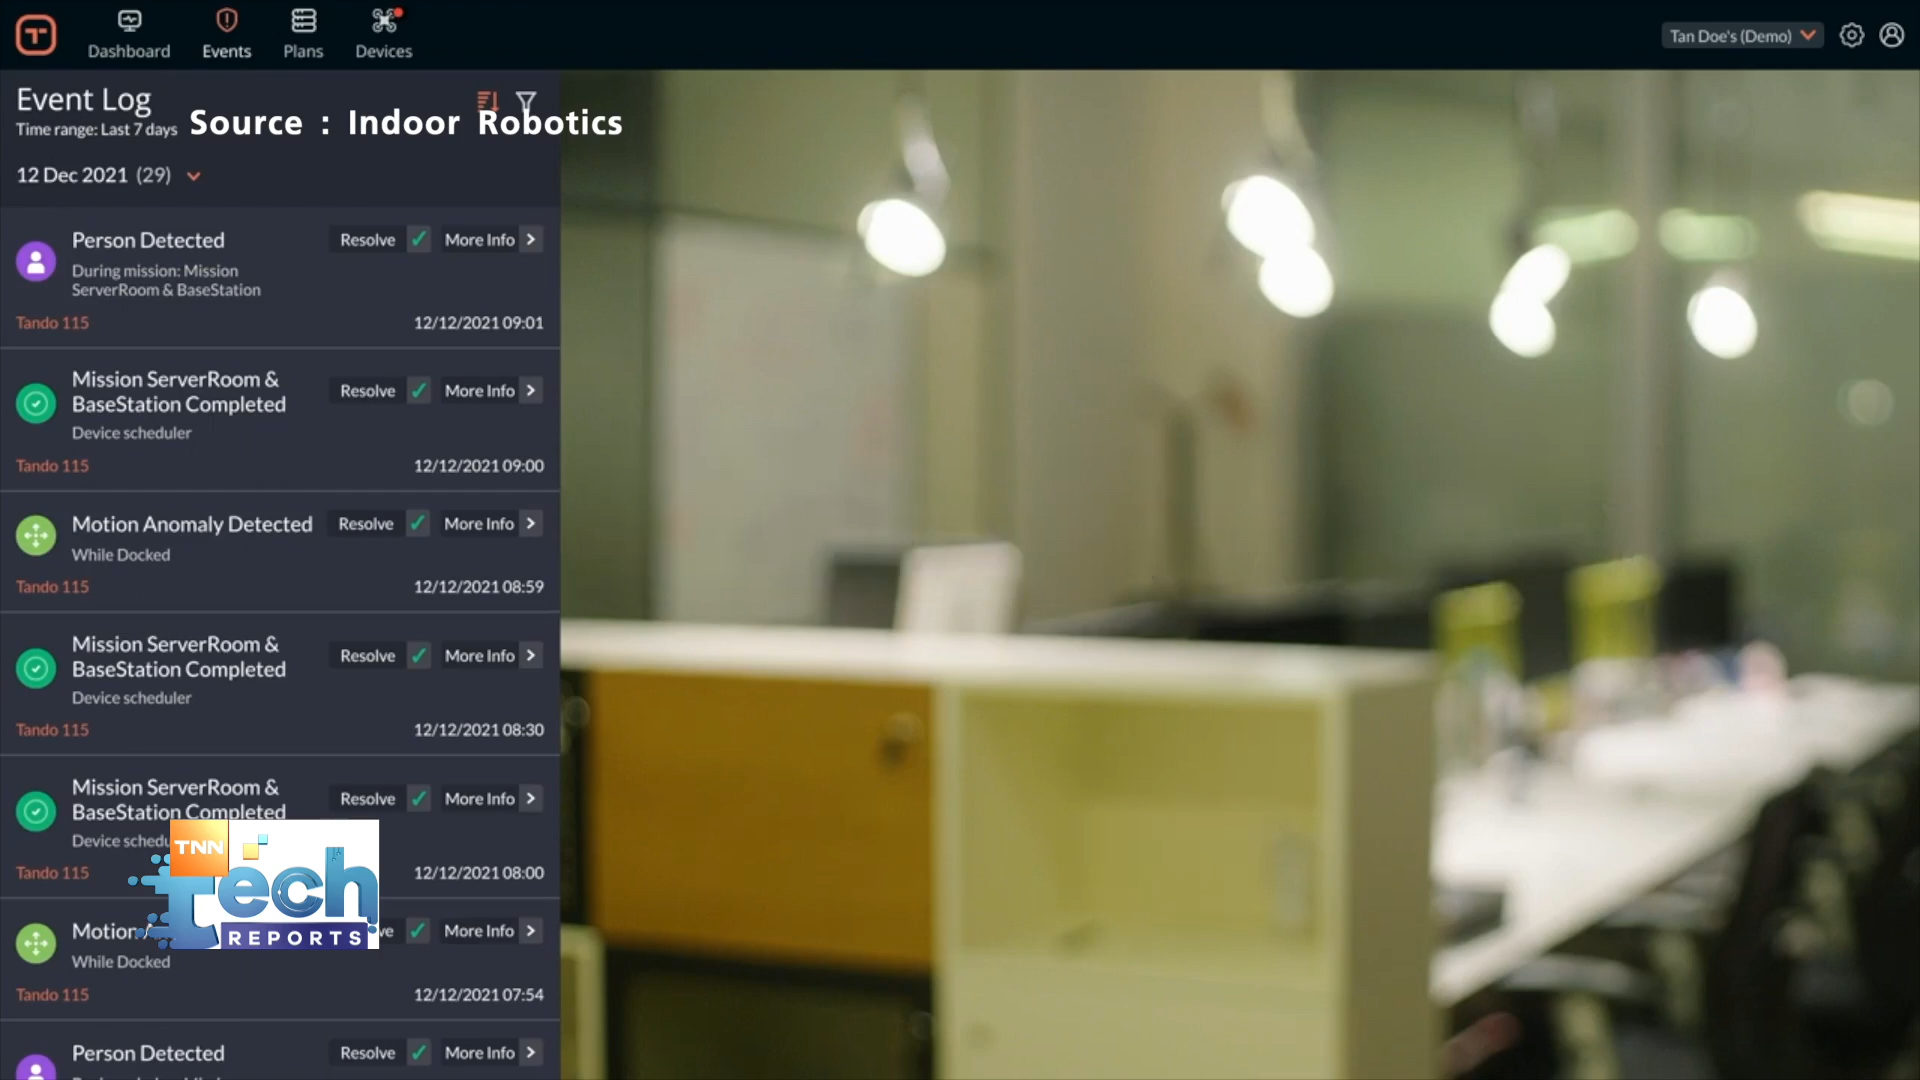 Dashboard
Events
Plans
Devices
Tan Doe's (Demo)
Event Log
Time range: Last 7 days
Source : Indoor Robotics
12 Dec 2021 (29)
Person Detected
Resolve
More Info
During mission: Mission
ServerRoom & BaseStation
Tando 115
12/12/2021 09:01
Mission ServerRoom &
BaseStation Completed
Resolve
More Info
Device scheduler
Tando 115
12/12/2021 09:00
Motion Anomaly Detected
Resolve
More Info
While Docked
Tando 115
12/12/2021 08:59
Mission ServerRoom &
BaseStation Completed
Resolve
More Info
Device scheduler
Tando 115
12/12/2021 08:30
Mission ServerRoom &
BaseStation Completed
Resolve
More Info
Tando 115
12/12/2021 08:00
TNN
Tech
REPORTS
Motion
More Info
While Docked
Tando 115
12/12/2021 07:54
Person Detected
Resolve
More Info